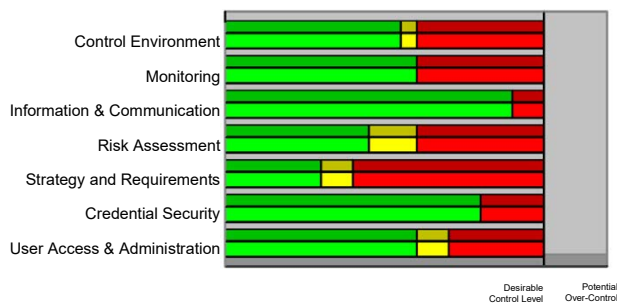 Control Environment
Monitoring
Information & Communication
Risk Assessment
Strategy and Requirements
Credential Security
User Access & Administration
Desirable Potential
Control Level Over-Control